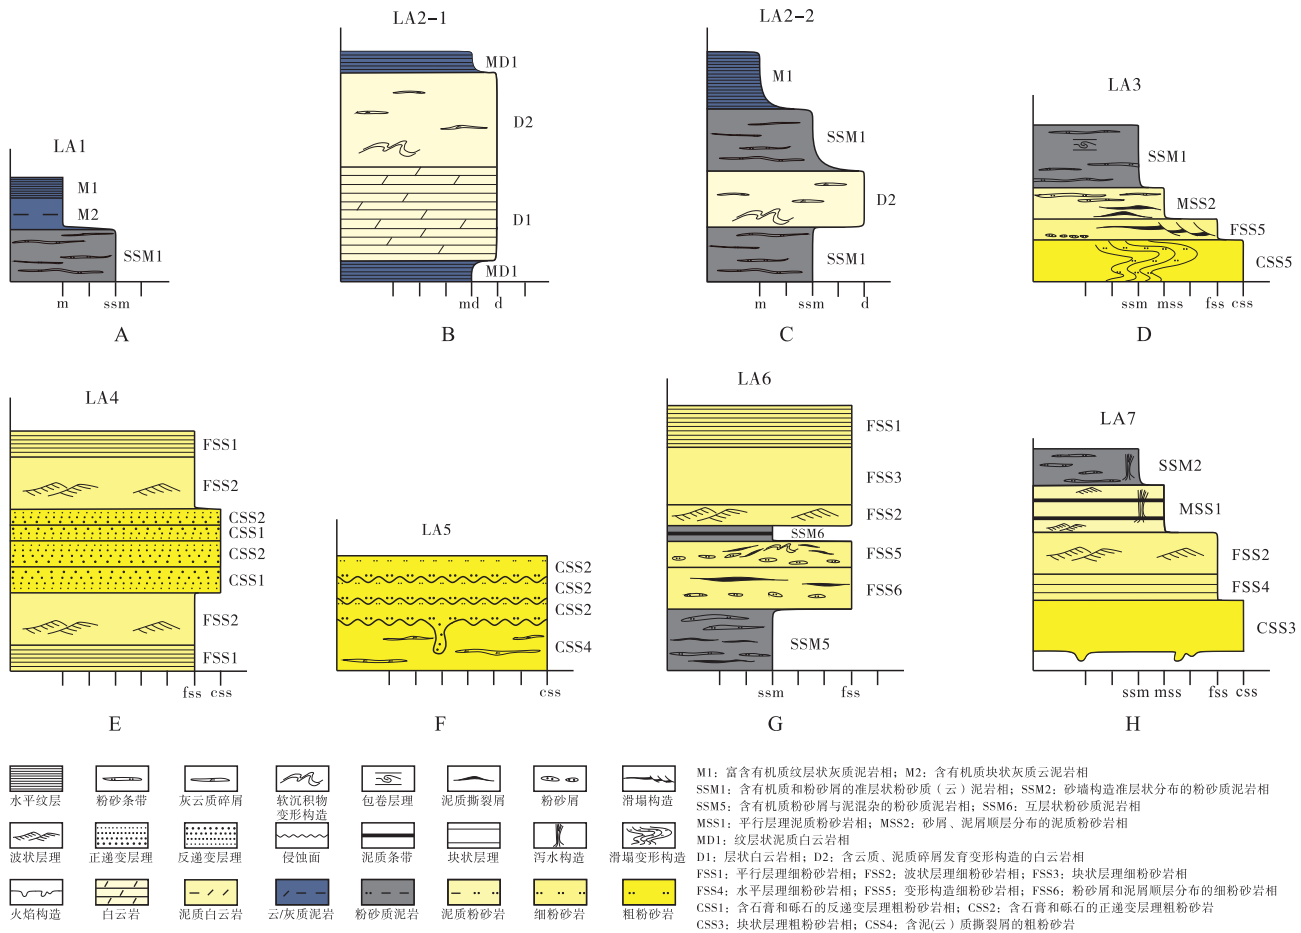 LA1
M1
M2
SSM1
m ssm
A
LA2-1
MD1
D2
D1
MD1
md d
B
LA2-2
M1
SSM1
D2
SSM1
m ssm d
C
LA3
SSM1
MSS2
FSS5
CSS5
ssm mss fss css
D
LA4
FSS1
FSS2
CSS2
CSS1
CSS2
CSS1
FSS2
FSS1
fss css
E
LA5
CSS2
CSS2
CSS2
CSS4
css
F
LA6
FSS1
FSS3
FSS2
SSM6
FSS5
FSS6
SSM5
ssm fss
G
LA7
SSM2
MSS1
FSS2
FSS4
CSS3
ssm mss fss css
H
水平纹层 粉砂条带 灰云质碎屑 软沉积物变形构造 包卷层理 泥质撕裂屑 粉砂屑 滑塌构造
波状层理 正递变层理 反递变层理 侵蚀面 泥质条带 块状层理 泻水构造 滑塌变形构造
火焰构造 白云岩 泥质白云岩 云/灰质泥岩 粉砂质泥岩 泥质粉砂岩 细粉砂岩 粗粉砂岩
M1：富含有机质纹层状灰质泥岩相；M2：含有机质块状灰质云泥岩相
SSM1：含有机质和粉砂屑的准层状粉砂质（云）泥岩相；SSM2：砂墙构造准层状分布的粉砂质泥岩相
SSM5：含有机质粉砂屑与泥混杂的粉砂质泥岩相；SSM6：互层状粉砂质泥岩相
MSS1：平行层理泥质粉砂岩相；MSS2：砂屑、泥屑顺层分布的泥质粉砂岩相
MD1：纹层状泥质白云岩相
D1：层状白云岩相；D2：含云质、泥质碎屑发育变形构造的白云岩相
FSS1：平行层理细粉砂岩相；FSS2：波状层理细粉砂岩相；FSS3：块状层理细粉砂岩相
FSS4：水平层理细粉砂岩相；FSS5：变形构造细粉砂岩相；FSS6：粉砂屑和泥屑顺层分布的细粉砂岩相
CSS1：含石膏和砾石的反递变层理粗粉砂岩相；CSS2：含石膏和砾石的正递变层理粗粉砂岩
CSS3：块状层理粗粉砂岩相；CSS4：含泥(云）质撕裂屑的粗粉砂岩